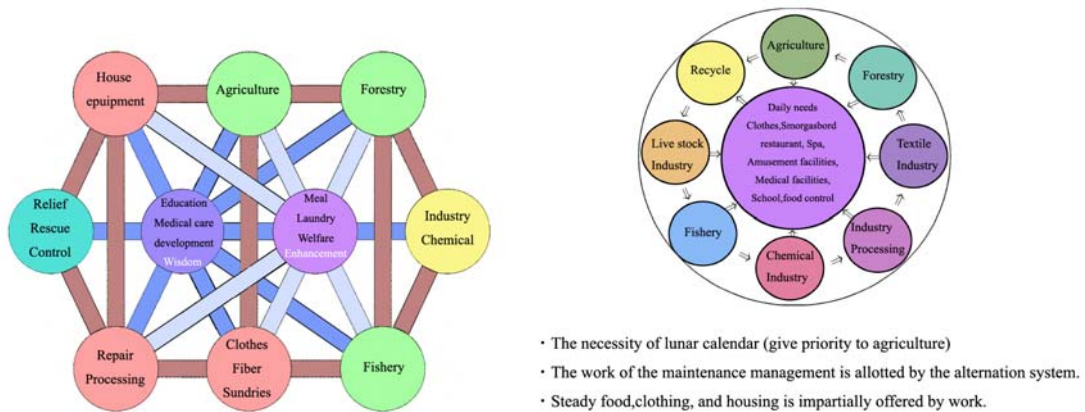 House
epuipment
Agriculture
Forestry
Relief
Rescue
Control
Education
Medical care
development
Wisdom
Meal
Laundry
Welfare
Enhancement
Industry
Chemical
Repair
Processing
Clothes
Fiber
Sundries
Fishery
Agriculture
Recycle
Forestry
Daily needs
Clothes,Smorgasbord
restaurant, Spa,
Amusement facilities,
Medical facilities,
School,food control
Live stock
Industry
Textile
Industry
Fishery
Industry
Processing
Chemical
Industry
・The necessity of lunar calendar (give priority to agriculture)
・The work of the maintenance management is allotted by the alternation system.
・Steady food,clothing, and housing is impartially offered by work.